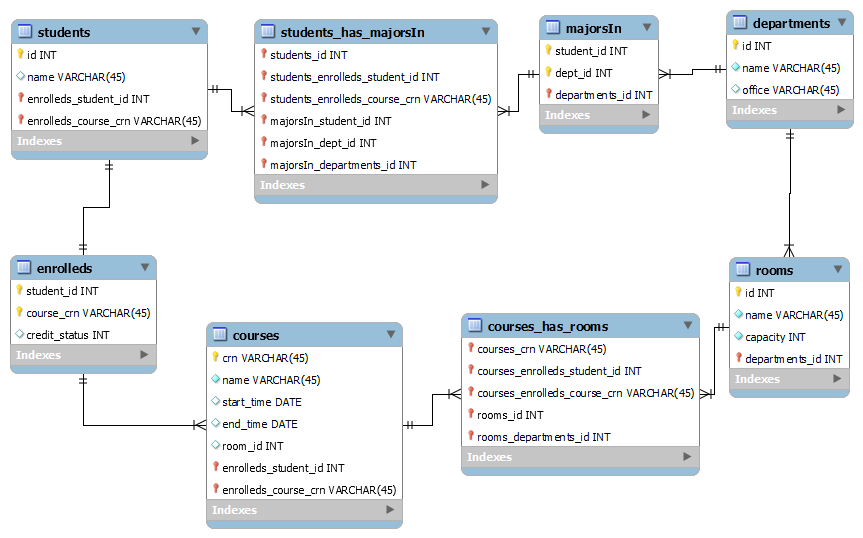 students
id INT
name VARCHAR(45)
enrolleds_student_id INT
enrolleds_course_crn VARCHAR(45)
Indexes
students_has_majorsIn
students_id INT
students_enrolleds_student_id INT
students_enrolleds_course_crn VARCHAR(45)
majorsIn_student_id INT
majorsIn_dept_id INT
majorsIn_departments_id INT
Indexes
majorsIn
student_id INT
dept_id INT
departments_id INT
Indexes
departments
id INT
name VARCHAR(45)
office VARCHAR(45)
Indexes
enrolleds
student_id INT
course_crn VARCHAR(45)
credit_status INT
Indexes
courses
crn VARCHAR(45)
name VARCHAR(45)
start_time DATE
end_time DATE
room_id INT
enrolleds_student_id INT
enrolleds_course_crn VARCHAR(45)
Indexes
courses_has_rooms
courses_crn VARCHAR(45)
courses_enrolleds_student_id INT
courses_enrolleds_course_crn VARCHAR(45)
rooms_id INT
rooms_departments_id INT
Indexes
rooms
id INT
name VARCHAR(45)
capacity INT
departments_id INT
Indexes